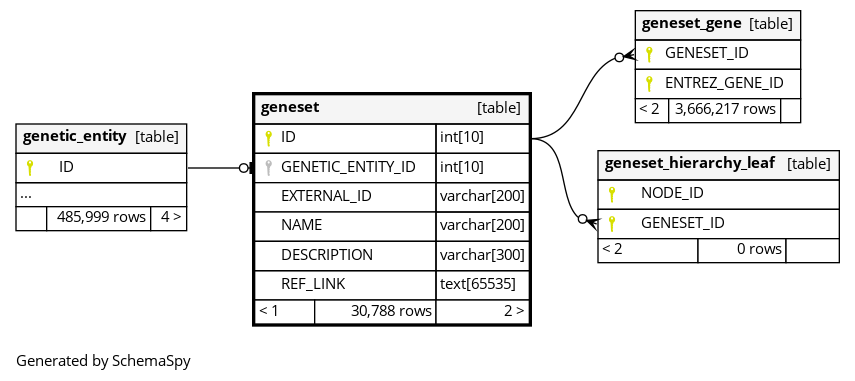 genetic_entity [table]
ID
...
485,999 rows 4 >
geneset [table]
ID int[10]
GENETIC_ENTITY_ID int[10]
EXTERNAL_ID varchar[200]
NAME varchar[200]
DESCRIPTION varchar[300]
REF_LINK text[65535]
< 1 30,788 rows 2 >
geneset_gene [table]
GENESET_ID
ENTREZ_GENE_ID
< 2 3,666,217 rows
geneset_hierarchy_leaf [table]
NODE_ID
GENESET_ID
< 2 0 rows
Generated by SchemaSpy